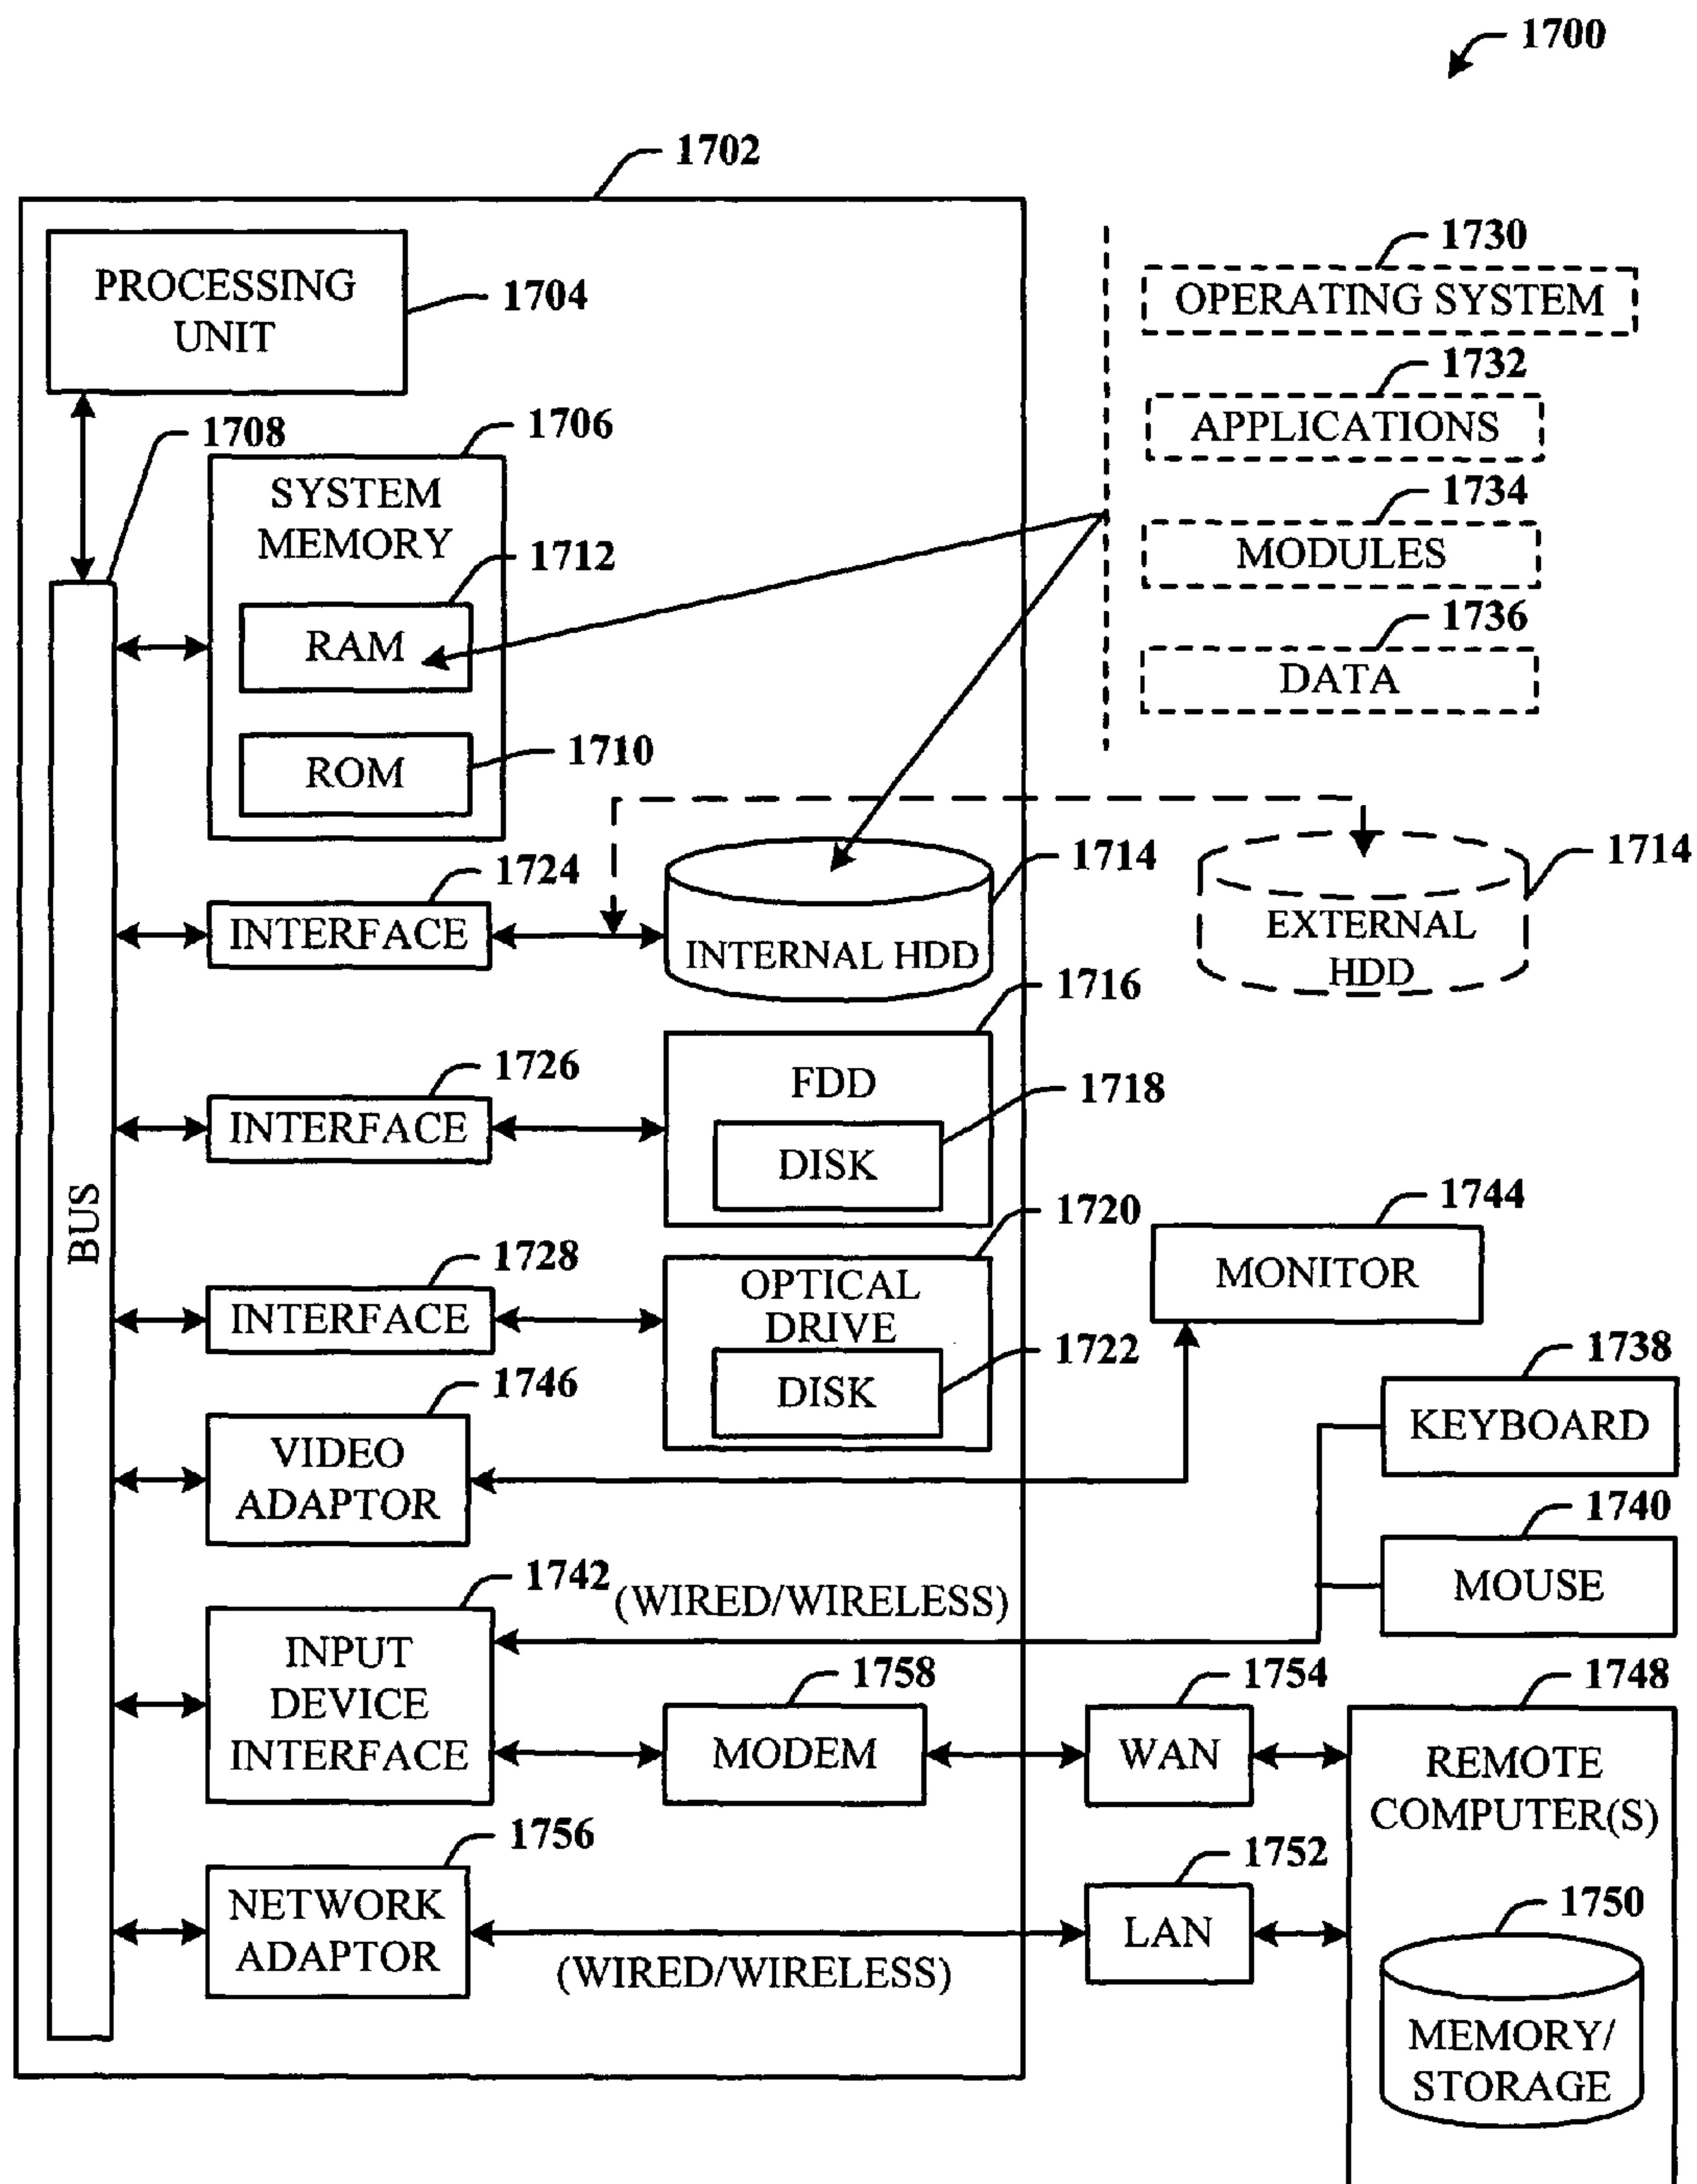 1700
1702
PROCESSING
UNIT
1704
1730
OPERATING SYSTEM
1732
APPLICATIONS
1734
MODULES
1736
DATA
1708
1706
SYSTEM
MEMORY
1712
RAM
1710
ROM
1724
INTERFACE
1714
INTERNAL HDD
1714
EXTERNAL
HDD
1716
1726
INTERFACE
FDD
1718
DISK
BUS
1720
1728
INTERFACE
OPTICAL
DRIVE
1722
DISK
1744
MONITOR
1738
KEYBOARD
1746
VIDEO
ADAPTOR
1740
MOUSE
1742
(WIRED/WIRELESS)
INPUT
DEVICE
INTERFACE
1758
MODEM
1754
WAN
1748
REMOTE
COMPUTER(S)
1756
NETWORK
ADAPTOR
(WIRED/WIRELESS)
1752
LAN
1750
MEMORY/
STORAGE